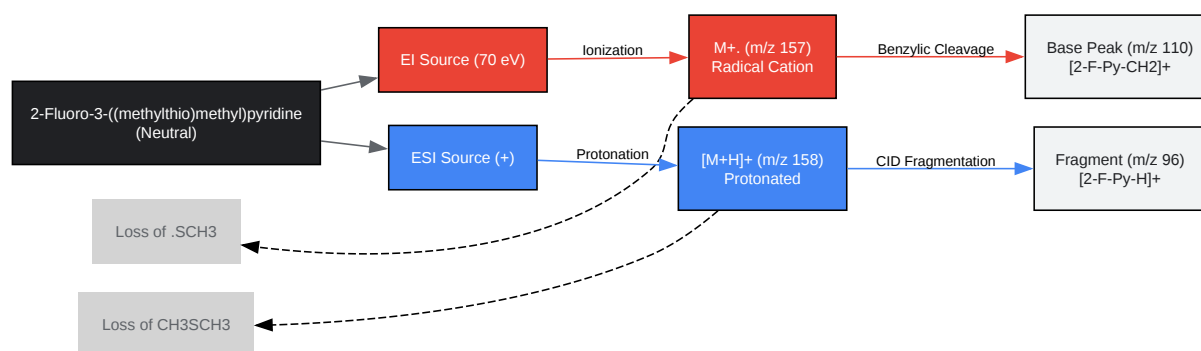 2-Fluoro-3-((methylthio)methyl)pyridine
(Neutral)
EI Source (70 eV)
Ionization
M+. (m/z 157)
Radical Cation
Benzylic Cleavage
Base Peak (m/z 110)
[2-F-Py-CH2]+
ESI Source (+)
Protonation
[M+H]+ (m/z 158)
Protonated
CID Fragmentation
Fragment (m/z 96)
[2-F-Py-H]+
Loss of .SCH3
Loss of CH3SCH3